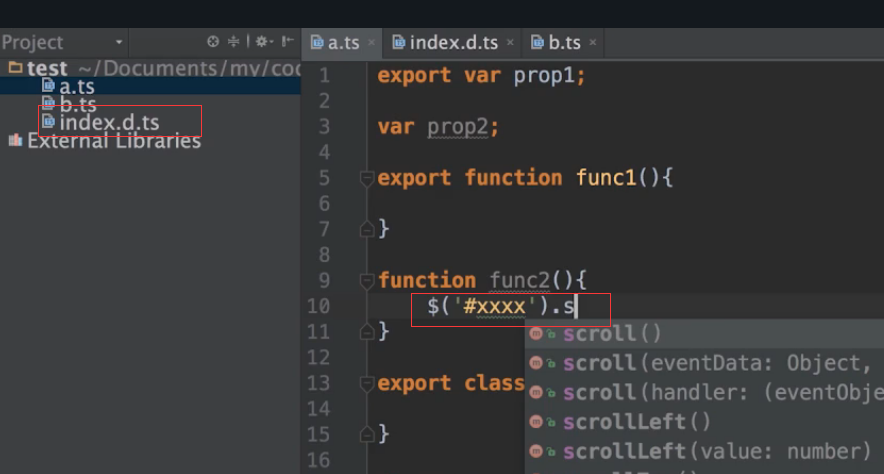 Project
test ~/Documents/my/cod
a.ts
b.ts
index.d.ts
External Libraries
a.ts × index.d.ts × b.ts ×
1 export var prop1;
2
3 var prop2;
4
5 export function func1(){
6
7 }
8
9 function func2(){
10 $('#xxxx').s
11 }
12
13 export class
14
15 }
16
scroll()
scroll(eventData: Object,
scroll(handler: (eventObje
scrollLeft()
scrollLeft(value: number)